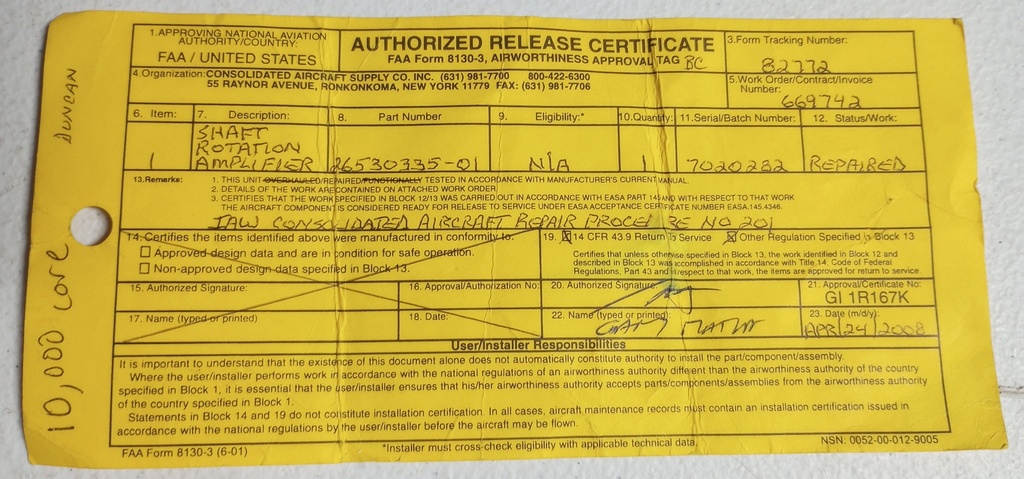 1.APPROVING NATIONAL AVIATION
AUTHORITY/COUNTRY:
FAA / UNITED STATES
AUTHORIZED RELEASE CERTIFICATE
FAA Form 8130-3, AIRWORTHINESS APPROVAL TAG BC
3.Form Tracking Number:
82772
4.Organization: CONSOLIDATED AIRCRAFT SUPPLY CO. INC. (631) 981-7700 800-422-6300
55 RAYNOR AVENUE, RONKONKOMA, NEW YORK 11779 FAX: (631) 981-7706
5.Work Order/Contract/Invoice
Number:
669742
6. Item: 7. Description: 8. Part Number 9. Eligibility:* 10.Quantity: 11.Serial/Batch Number: 12. Status/Work:
SHAFT
ROTATION
1 AMPLIFIER 26530335-01 N/A 1 7020282 REPAIRED
13.Remarks: 1. THIS UNIT OVERHAULED/REPAIRED/FUNCTIONALLY TESTED IN ACCORDANCE WITH MANUFACTURER'S CURRENT MANUAL.
2. DETAILS OF THE WORK ARE CONTAINED ON ATTACHED WORK ORDER
3. CERTIFIES THAT THE WORK SPECIFIED IN BLOCK 12/13 WAS CARRIED OUT IN ACCORDANCE WITH EASA PART 145 AND WITH RESPECT TO THAT WORK
THE AIRCRAFT COMPONENT IS CONSIDERED READY FOR RELEASE TO SERVICE UNDER EASA ACCEPTANCE CERTIFICATE NUMBER EASA.145.4346.
IAW CONSOLIDATED AIRCRAFT REPAIR NO 201
14. Certifies the items identified above were manufactured in conformity to:
Approved design data and are in condition for safe operation.
Non-approved design data specified in Block 13.
19. 14 CFR 43.9 Return to Service Other Regulation Specified in Block 13
Certifies that unless otherwise specified in Block 13, the work identified in Block 12 and
described in Block 13 was accomplished in accordance with Title 14, Code of Federal
Regulations, Part 43 and respect to that work, the items are approved for return to service.
15. Authorized Signature: 16. Approval/Authorization No: 20. Authorized Signature: 21. Approval/Certificate No:
GI 1R167K
17. Name (typed or printed) 18. Date: 22. Name (typed or printed): 23. Date (m/d/y):
GARY APR/24/2008
User/Installer Responsibilities
It is important to understand that the existence of this document alone does not automatically constitute authority to install the part/component/assembly.
Where the user/installer performs work in accordance with the national regulations of an airworthiness authority different than the airworthiness authority of the country
specified in Block 1, it is essential that the user/installer ensures that his/her airworthiness authority accepts parts/components/assemblies from the airworthiness authority
of the country specified in Block 1.
Statements in Block 14 and 19 do not constitute installation certification. In all cases, aircraft maintenance records must contain an installation certification issued in
accordance with the national regulations by the user/installer before the aircraft may be flown.
FAA Form 8130-3 (6-01) *Installer must cross-check eligibility with applicable technical data. NSN: 0052-00-012-9005
DUNCAN
10,000 core